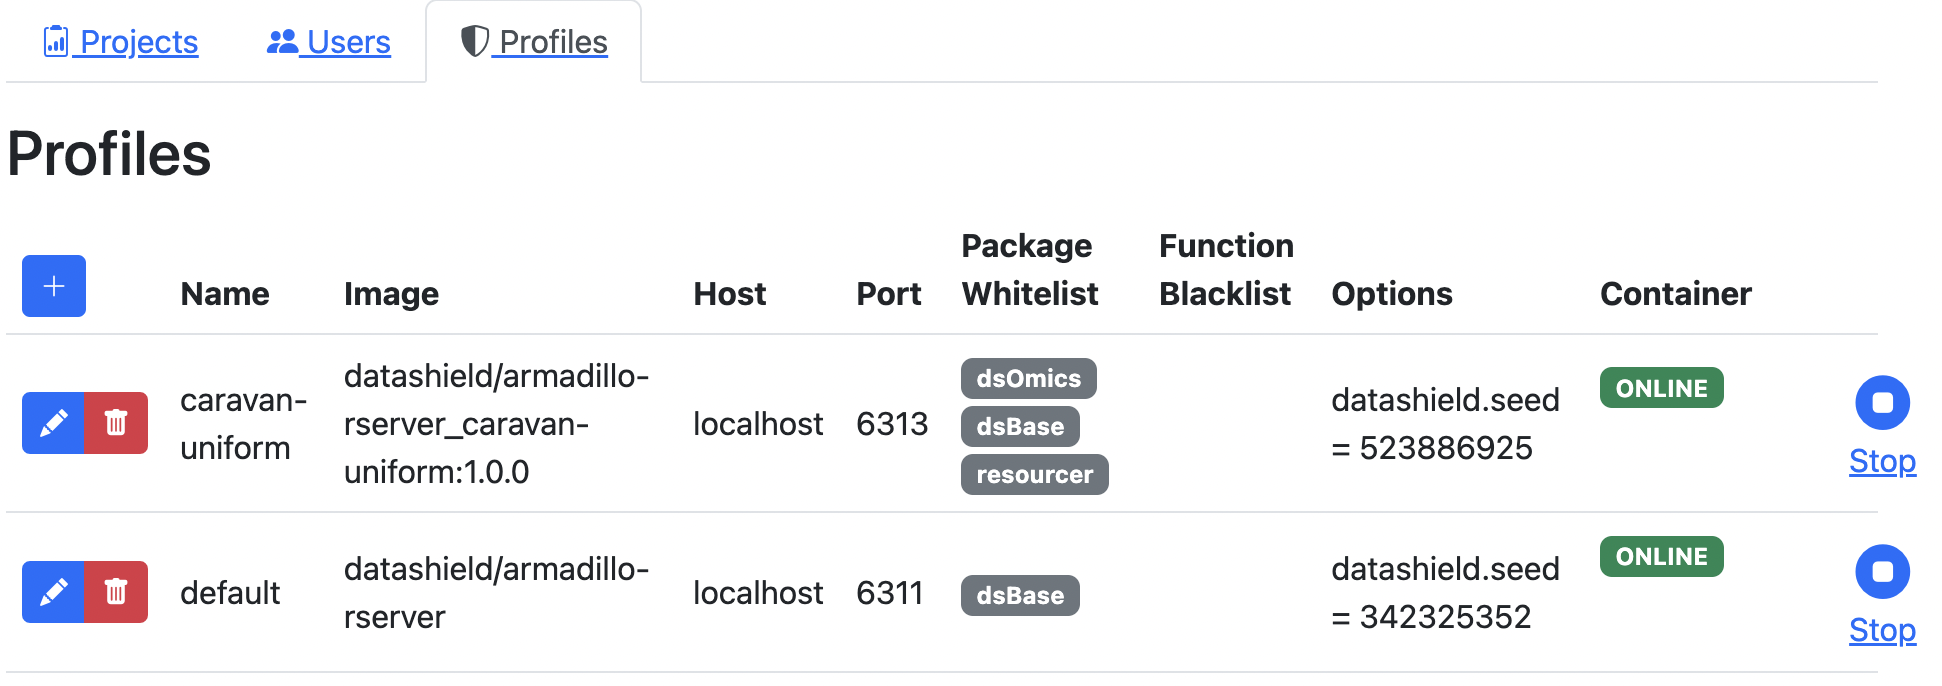 Projects Users Profiles
Profiles
Package Function
Name Image Host Port Whitelist Blacklist Options Container
caravan-
uniform
datashield/armadillo-
rserver_caravan-
uniform:1.0.0
localhost
6313
dsOmics
dsBase
resourcer
datashield.seed
= 523886925
ONLINE
Stop
default
datashield/armadillo-
rserver
localhost
6311
dsBase
datashield.seed
= 342325352
ONLINE
Stop